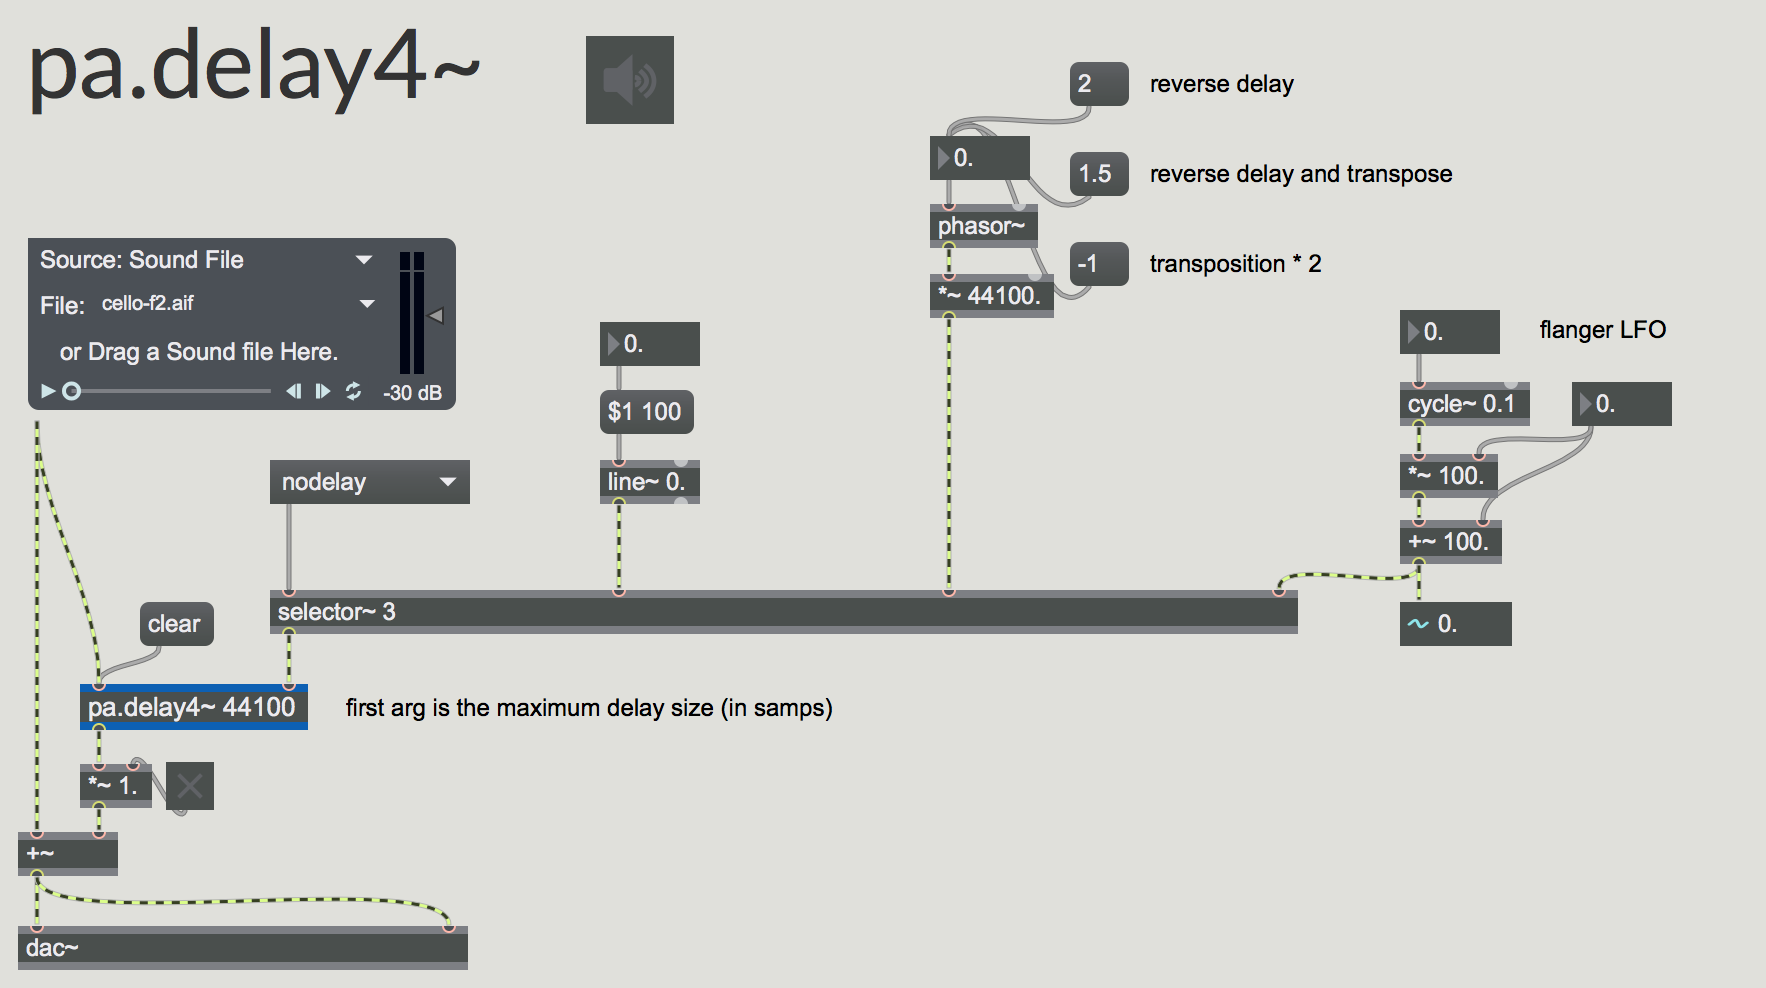 pa.delay4~
2
reverse delay
0.
1.5
reverse delay and transpose
phasor~
-1
transposition * 2
*~ 44100.
Source: Sound File
File: cello-f2.aif
or Drag a Sound file Here.
-30 dB
0.
$1 100
line~ 0.
0.
flanger LFO
cycle~ 0.1
0.
*~ 100.
+~ 100.
0.
nodelay
selector~ 3
clear
pa.delay4~ 44100
first arg is the maximum delay size (in samps)
*~ 1.
+~
dac~